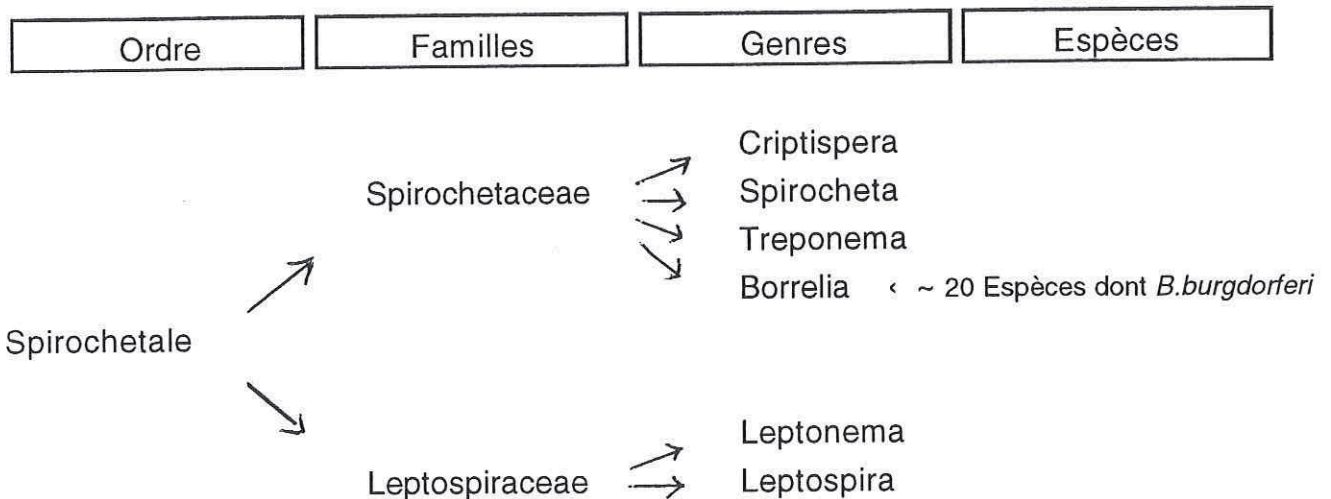 Ordre Familles Genres Espèces
Criptispera
Spirochetaceae Spirocheta
Treponema
Borrelia ‹ ~ 20 Espèces dont B.burgdorferi
Spirochetale
Leptonema
Leptospiraceae Leptospira